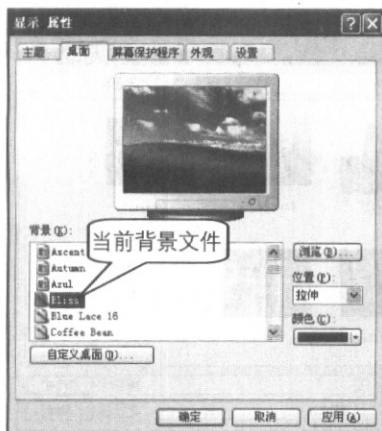 显示 属性
主题 桌面 屏幕保护程序 外观 设置
背景(K):
当前背景文件
Ascent
Autumn
Azul
Bliss
Blue Lace 16
Coffee Bean
浏览(B)...
位置(P):
拉伸
颜色(C):
自定义桌面(D)...
确定 取消 应用(A)